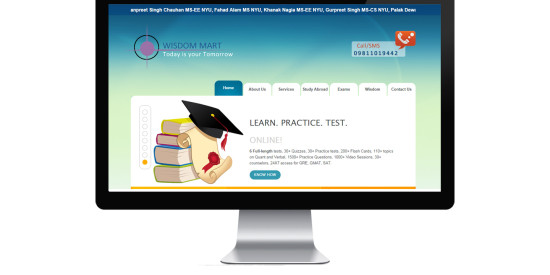 anpreet Singh Chauhan MS-EE NYU, Fahad Alam MS NYU, Khanak Nagia MS-EE NYU, Gurpreet Singh MS-CS NYU, Palak Dew
WISDOM MART
Today is your Tomorrow
Call/SMS
09811019442
Home About Us Services Study Abroad Exams Wisdom Contact Us
LEARN. PRACTICE. TEST.
ONLINE!
6 Full-length tests, 30+ Quizzes, 30+ Practice tests, 200+ Flash Cards, 110+ topics
on Quant and Verbal, 1500+ Practice Questions, 1000+ Video Sessions, 30+
counselors, 24X7 access for GRE, GMAT, SAT.
KNOW HOW